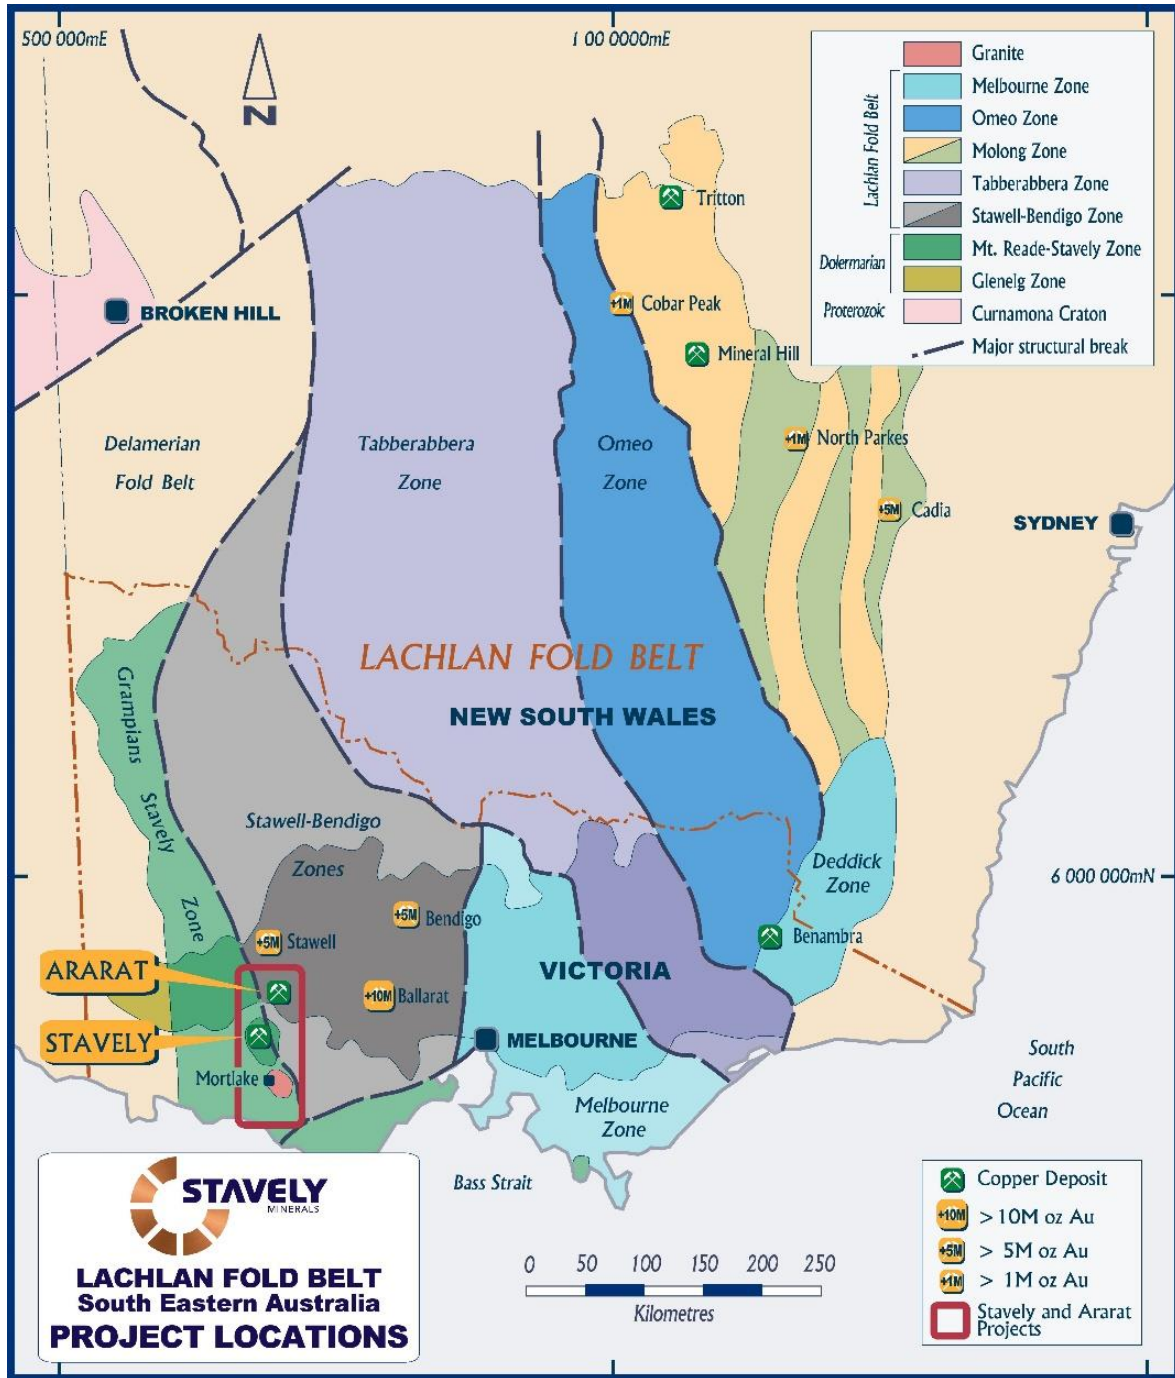 500 000mE
1 00 0000mE
N
Granite
Melbourne Zone
Omeo Zone
Molong Zone
Tabberabbera Zone
Stawell-Bendigo Zone
Mt. Reade-Stavely Zone
Glenelg Zone
Curnamona Craton
Major structural break
Lachlan Fold Belt
Dolermarian
Proterozoic
Tritton
+1M Cobar Peak
BROKEN HILL
Mineral Hill
Delamerian
Fold Belt
Tabberabbera
Zone
Omeo
Zone
+1M North Parkes
+5M Cadia
SYDNEY
LACHLAN FOLD BELT
NEW SOUTH WALES
Grampians
Stavely
Zone
Stawell-Bendigo
Zones
Deddick
Zone
6 000 000mN
+5M Bendigo
+5M Stawell
Benambra
ARARAT
VICTORIA
+10M Ballarat
STAVELY
MELBOURNE
Mortlake
South
Pacific
Ocean
Melbourne
Zone
Bass Strait
STAVELY
MINERALS
LACHLAN FOLD BELT
South Eastern Australia
PROJECT LOCATIONS
0 50 100 150 200 250
Kilometres
Copper Deposit
+10M > 10M oz Au
+5M > 5M oz Au
+1M > 1M oz Au
Stavely and Ararat
Projects